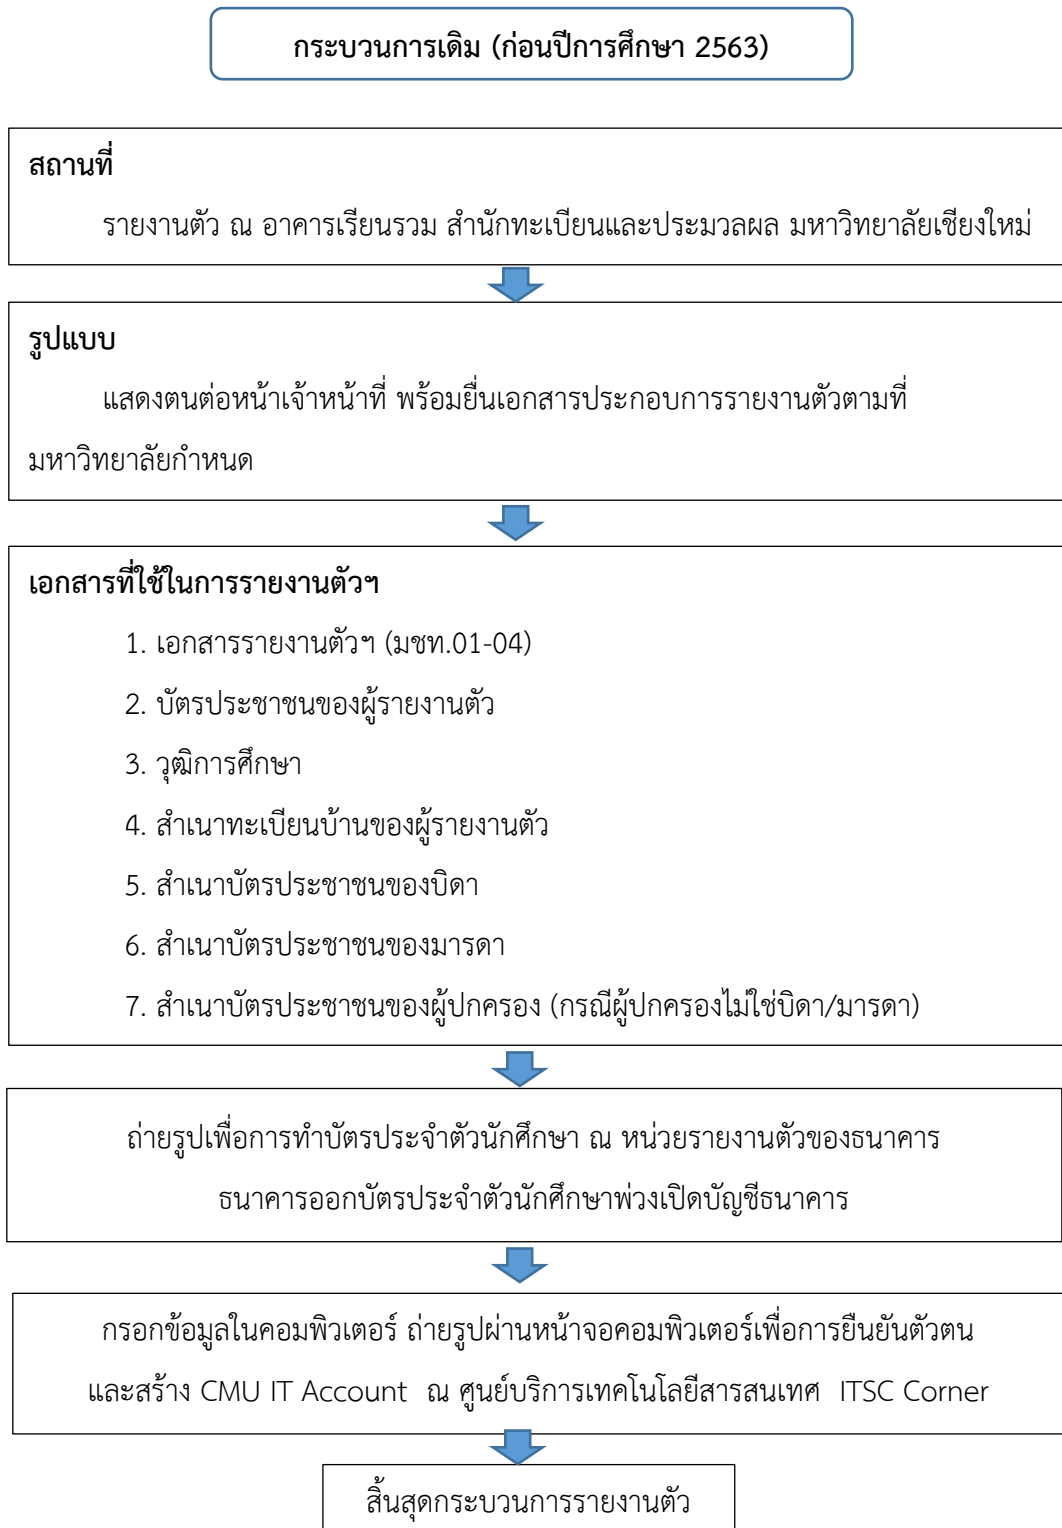 กระบวนการเดิม (ก่อนปีการศึกษา 2563)
สถานที่
รายงานตัว ณ อาคารเรียนรวม สำนักทะเบียนและประมวลผล มหาวิทยาลัยเชียงใหม่
รูปแบบ
แสดงตนต่อหน้าเจ้าหน้าที่ พร้อมยื่นเอกสารประกอบการรายงานตัวตามที่
มหาวิทยาลัยกำหนด
เอกสารที่ใช้ในการรายงานตัวฯ
1. เอกสารรายงานตัวฯ (มชท.01-04)
2. บัตรประชาชนของผู้รายงานตัว
3. วุฒิการศึกษา
4. สำเนาทะเบียนบ้านของผู้รายงานตัว
5. สำเนาบัตรประชาชนของบิดา
6. สำเนาบัตรประชาชนของมารดา
7. สำเนาบัตรประชาชนของผู้ปกครอง (กรณีผู้ปกครองไม่ใช่บิดา/มารดา)
ถ่ายรูปเพื่อการทำบัตรประจำตัวนักศึกษา ณ หน่วยรายงานตัวของธนาคาร
ธนาคารออกบัตรประจำตัวนักศึกษาพ่วงเปิดบัญชีธนาคาร
กรอกข้อมูลในคอมพิวเตอร์ ถ่ายรูปผ่านหน้าจอคอมพิวเตอร์เพื่อการยืนยันตัวตน
และสร้าง CMU IT Account ณ ศูนย์บริการเทคโนโลยีสารสนเทศ ITSC Corner
สิ้นสุดกระบวนการรายงานตัว